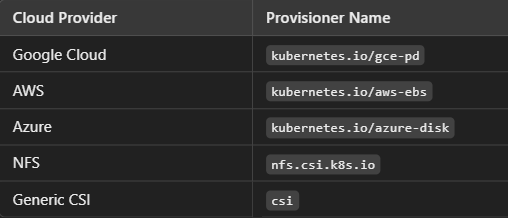 Cloud Provider Provisioner Name
Google Cloud kubernetes.io/gce-pd
AWS kubernetes.io/aws-ebs
Azure kubernetes.io/azure-disk
NFS nfs.csi.k8s.io
Generic CSI csi